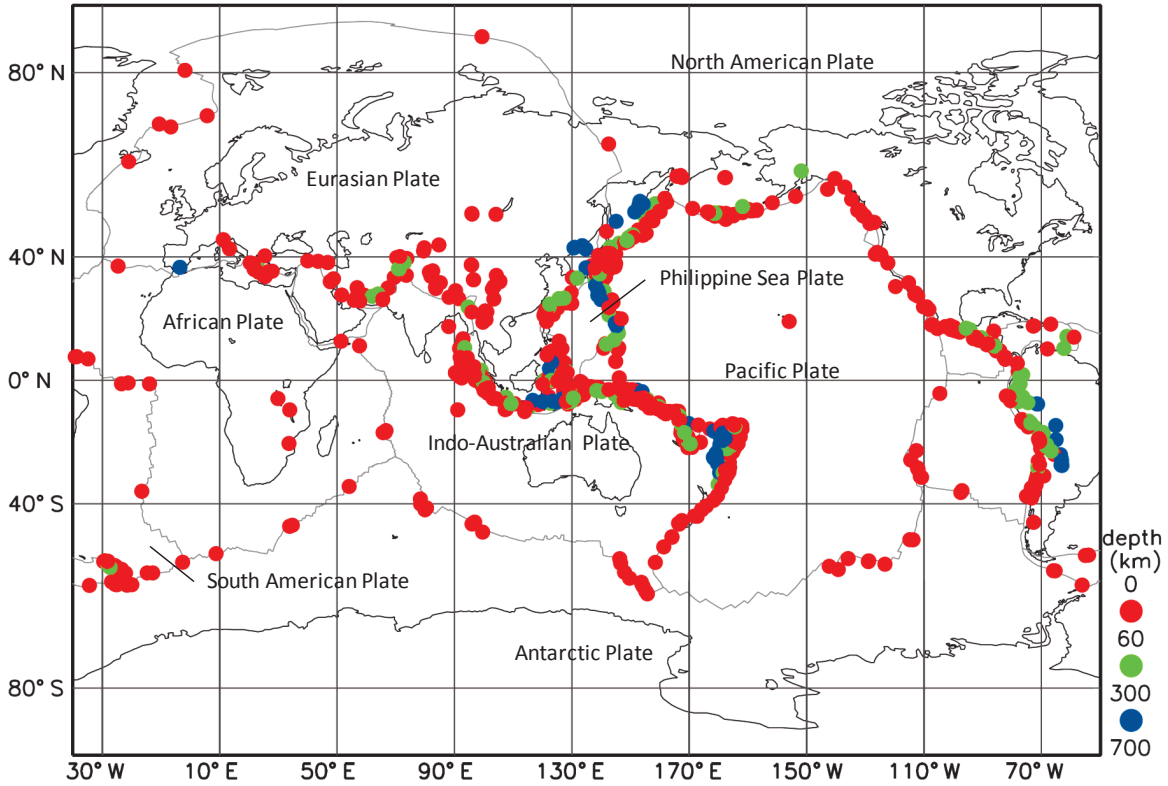 North American Plate
80° N
Eurasian Plate
40° N
Philippine Sea Plate
African Plate
Pacific Plate
0° N
Indo-Australian Plate
40° S
depth
(km)
South American Plate
0
60
Antarctic Plate
80° S
300
700
30° W
10° E
50° E
90° E
130° E
170° E
150° W
110° W
70° W